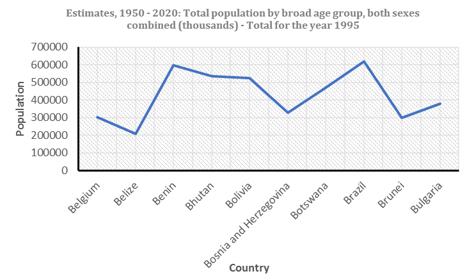 Estimates, 1950 - 2020: Total population by broad age group, both sexes
combined (thousands) - Total for the year 1995
700000
600000
500000
400000
300000
200000
100000
0
Population
Belgium
Belize
Benin
Bhutan
Bolivia
Bosnia and Herzegovina
Botswana
Brazil
Brunei
Bulgaria
Country